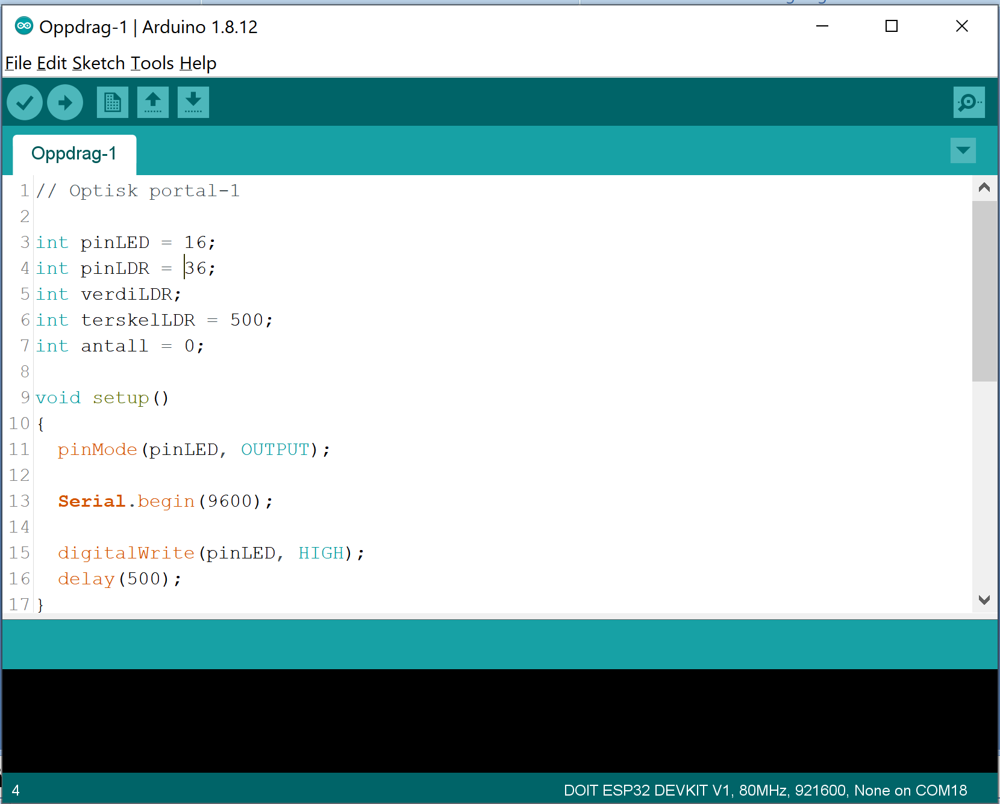 Oppdrag-1 | Arduino 1.8.12
File Edit Sketch Tools Help
Oppdrag-1
1 // Optisk portal-1
2
3 int pinLED = 16;
4 int pinLDR = 36;
5 int verdiLDR;
6 int terskelLDR = 500;
7 int antall = 0;
8
9 void setup()
10 {
11   pinMode(pinLED, OUTPUT);
12
13   Serial.begin(9600);
14
15   digitalWrite(pinLED, HIGH);
16   delay(500);
17 }
4 DOIT ESP32 DEVKIT V1, 80MHz, 921600, None on COM18